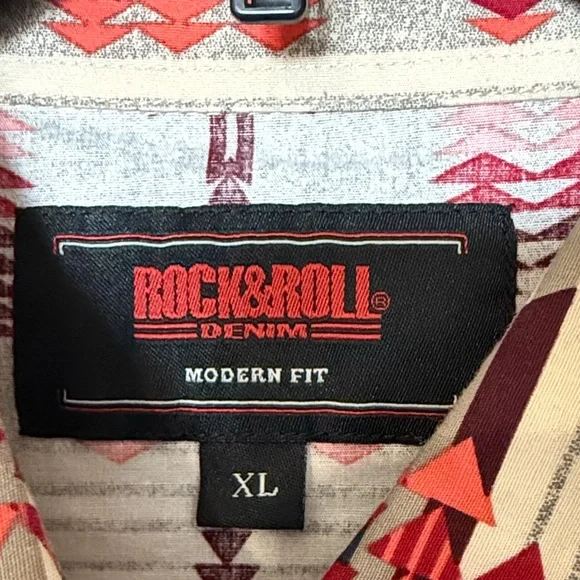 ROCK&ROLL®
DENIM
MODERN FIT
XL